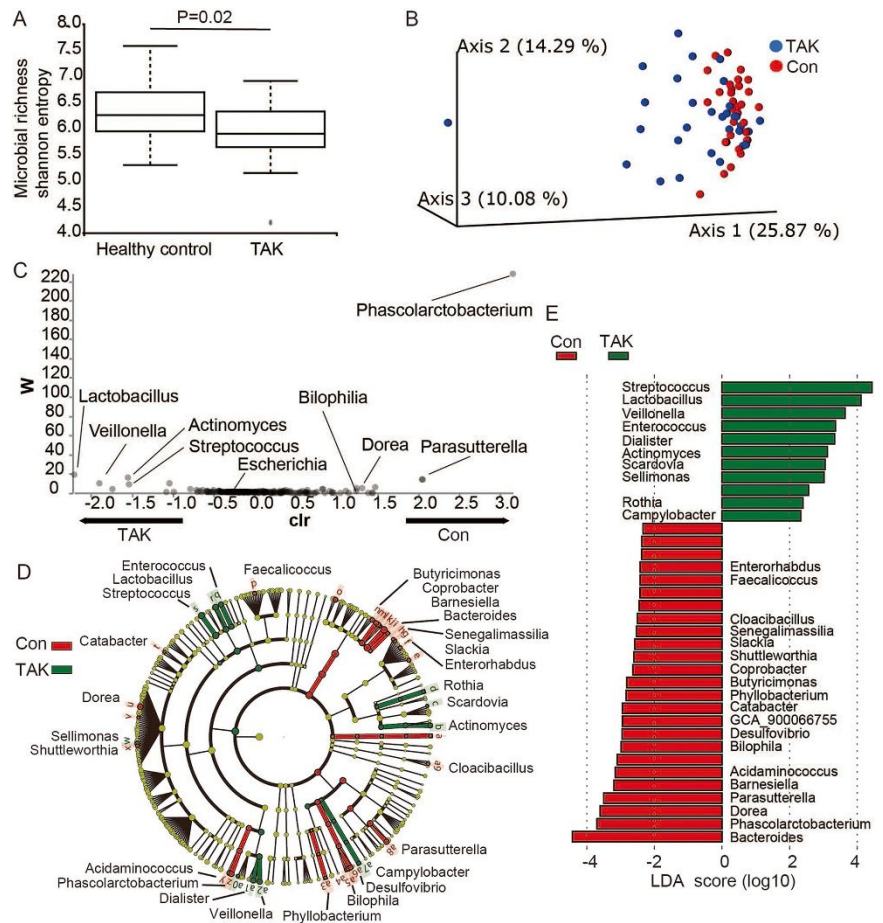 A
P=0.02
8.0
7.5
7.0
6.5
6.0
5.5
5.0
4.5
4.0
Microbial richness
shannon entropy
Healthy control
TAK
B
Axis 2 (14.29 %)
TAK
Con
Axis 3 (10.08 %)
Axis 1 (25.87 %)
C
220
200
180
160
140
120
100
80
60
40
20
0
W
Phascolarctobacterium
Lactobacillus
Veillonella
Actinomyces
Streptococcus
Escherichia
Bilophilia
Dorea
Parasutterella
-2.0 -1.5 -1.0 -0.5 0.0 0.5 1.0 1.5 2.0 2.5 3.0
clr
TAK
Con
D
Con
TAK
Enterococcus
Lactobacillus
Streptococcus
Faecalicoccus
Butyricimonas
Coprobacter
Barnesiella
Bacteroides
Senegalimassilia
Slackia
Enterorhabdus
Catabacter
Rothia
Scardovia
Actinomyces
Dorea
Sellimonas
Shuttleworthia
Cloacibacillus
Parasutterella
Acidaminococcus
Phascolarctobacterium
Dialister
Veillonella
Campylobacter
Desulfovibrio
Bilophila
Phyllobacterium
E
Con
TAK
Streptococcus
Lactobacillus
Veillonella
Enterococcus
Dialister
Actinomyces
Scardovia
Sellimonas
Rothia
Campylobacter
Enterorhabdus
Faecalicoccus
Cloacibacillus
Senegalimassilia
Slackia
Shuttleworthia
Coprobacter
Butyricimonas
Phyllobacterium
Catabacter
GCA_900066755
Desulfovibrio
Bilophila
Acidaminococcus
Barnesiella
Parasutterella
Dorea
Phascolarctobacterium
Bacteroides
-4 -2 0 2 4
LDA score (log10)